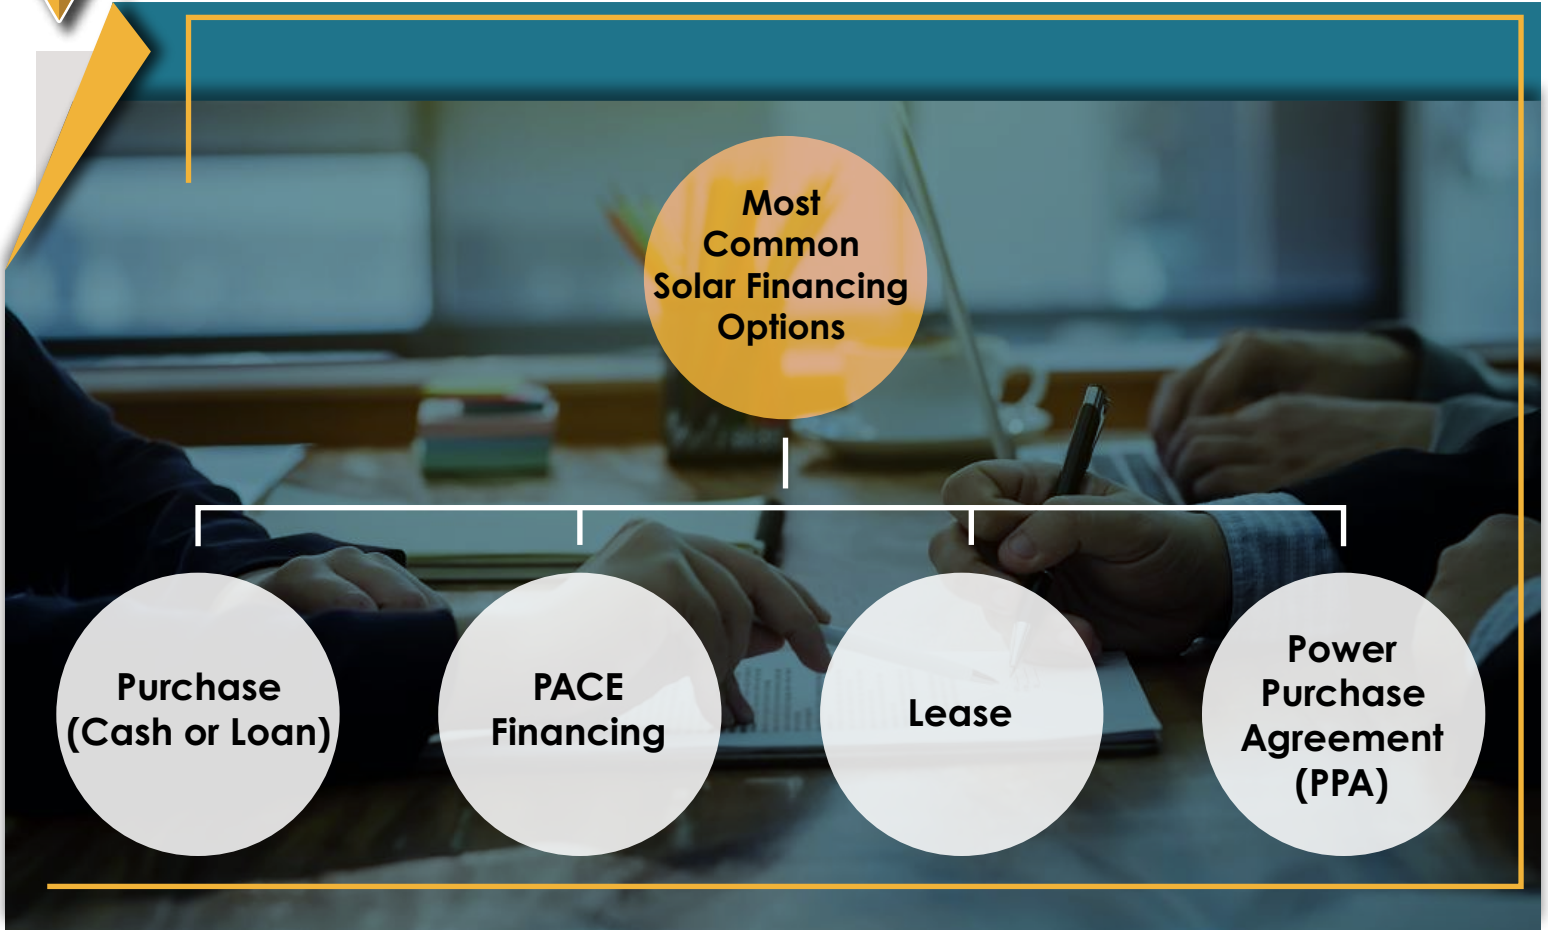 Most
Common
Solar Financing
Options
Purchase
(Cash or Loan)
PACE
Financing
Lease
Power
Purchase
Agreement
(PPA)